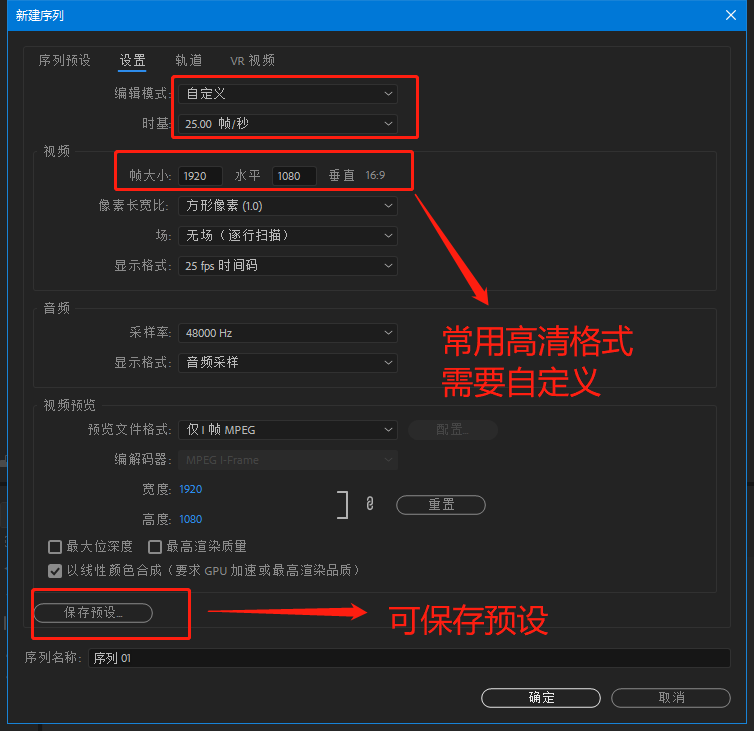 新建序列
序列预设 设置 轨道 VR 视频
编辑模式: 自定义
时基: 25.00 帧/秒
视频
帧大小: 1920 水平 1080 垂直 16:9
像素长宽比: 方形像素 (1.0)
场: 无场（逐行扫描）
显示格式: 25 fps 时间码
音频
采样率: 48000 Hz
显示格式: 音频采样
常用高清格式
需要自定义
视频预览
预览文件格式: 仅 I 帧 MPEG 配置...
编解码器: MPEG I-Frame
宽度: 1920
高度: 1080
重置
最大位深度 最高渲染质量
以线性颜色合成（要求 GPU 加速或最高渲染品质）
保存预设...
可保存预设
序列名称: 序列 01
确定 取消